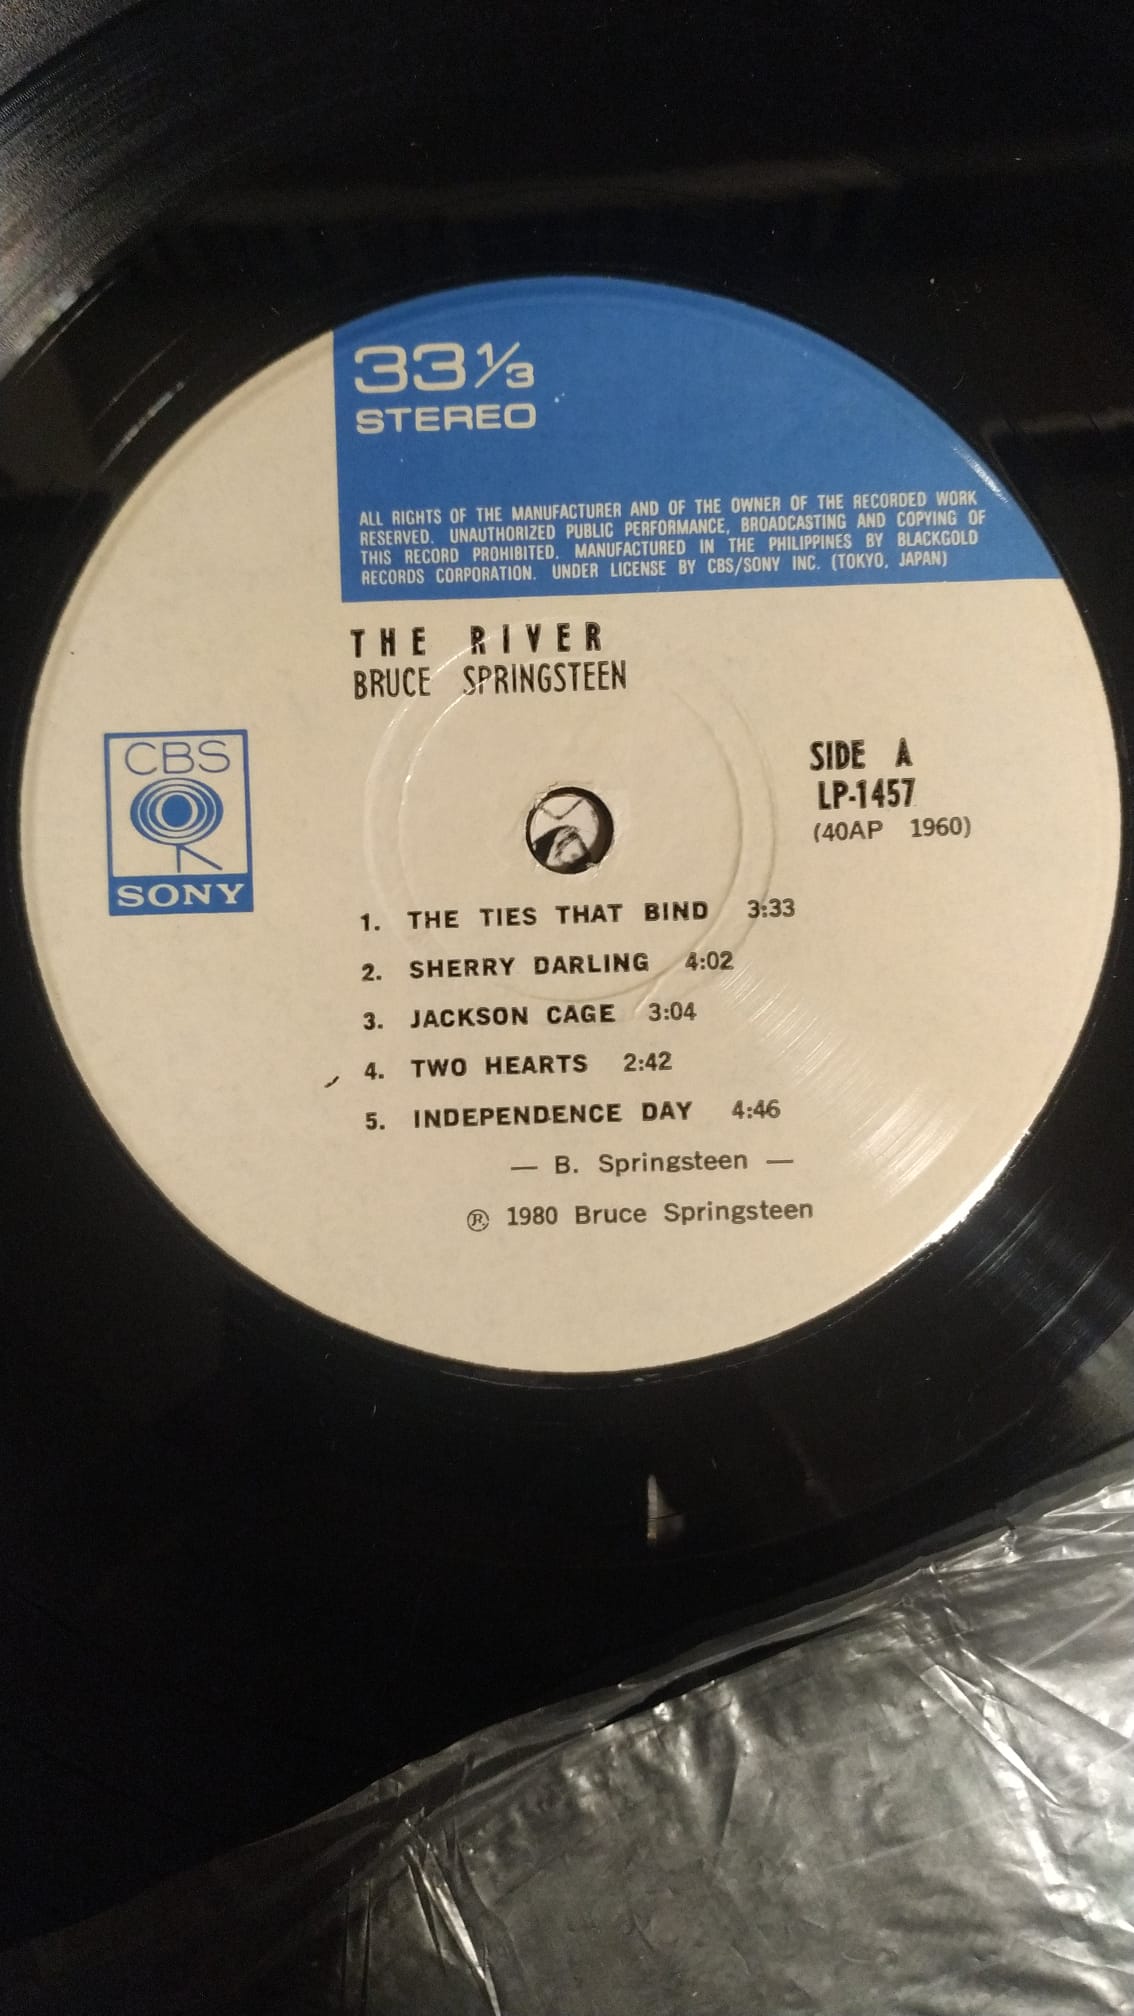 33 1/3
STEREO
ALL RIGHTS OF THE MANUFACTURER AND OF THE OWNER OF THE RECORDED WORK
RESERVED. UNAUTHORIZED PUBLIC PERFORMANCE, BROADCASTING AND COPYING OF
THIS RECORD PROHIBITED. MANUFACTURED IN THE PHILIPPINES BY BLACKGOLD
RECORDS CORPORATION. UNDER LICENSE BY CBS/SONY INC. (TOKYO, JAPAN)
THE RIVER
BRUCE SPRINGSTEEN
CBS
SONY
SIDE A
LP-1457
(40AP 1960)
1. THE TIES THAT BIND 3:33
2. SHERRY DARLING 4:02
3. JACKSON CAGE 3:04
4. TWO HEARTS 2:42
5. INDEPENDENCE DAY 4:46
— B. Springsteen —
Ⓡ 1980 Bruce Springsteen